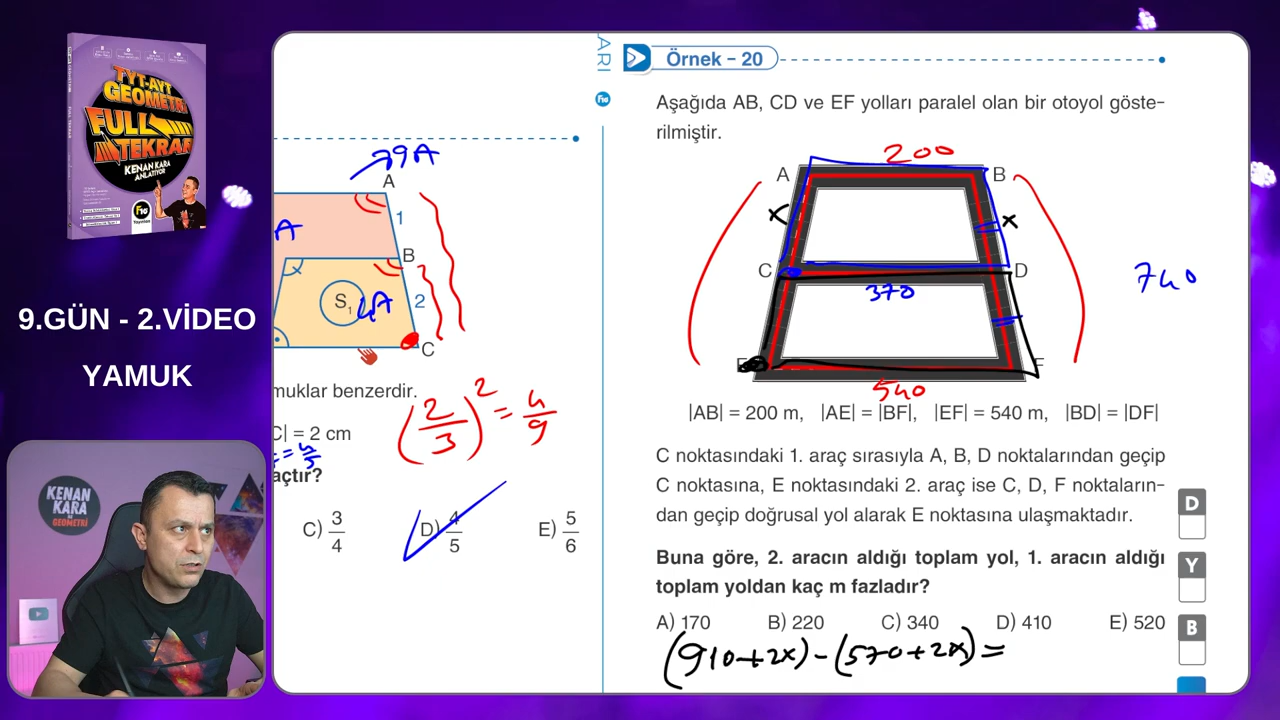 TYT-AYT
GEOMETRİ
FULL
TEKRAR
KENAN KARA
ANLATIYOR
F10
9.GÜN - 2.VİDEO
YAMUK
KENAN
KARA
GEOMETRİ
79A
A
1
A
B
S1
4A
2
C
muklar benzerdir.
C| = 2 cm
açtır?
(2/3)² = 4/9
C) 3/4
D) 4/5
E) 5/6
ARI
F10
Örnek – 20
Aşağıda AB, CD ve EF yolları paralel olan bir otoyol göste-
rilmiştir.
200
A
B
x
x
C
D
370
740
E
F
540
|AB| = 200 m, |AE| = |BF|, |EF| = 540 m, |BD| = |DF|
C noktasındaki 1. araç sırasıyla A, B, D noktalarından geçip
C noktasına, E noktasındaki 2. araç ise C, D, F noktaların-
dan geçip doğrusal yol alarak E noktasına ulaşmaktadır.
Buna göre, 2. aracın aldığı toplam yol, 1. aracın aldığı
toplam yoldan kaç m fazladır?
A) 170 B) 220 C) 340 D) 410 E) 520
(910+2x) – (570+2x) =
D
Y
B